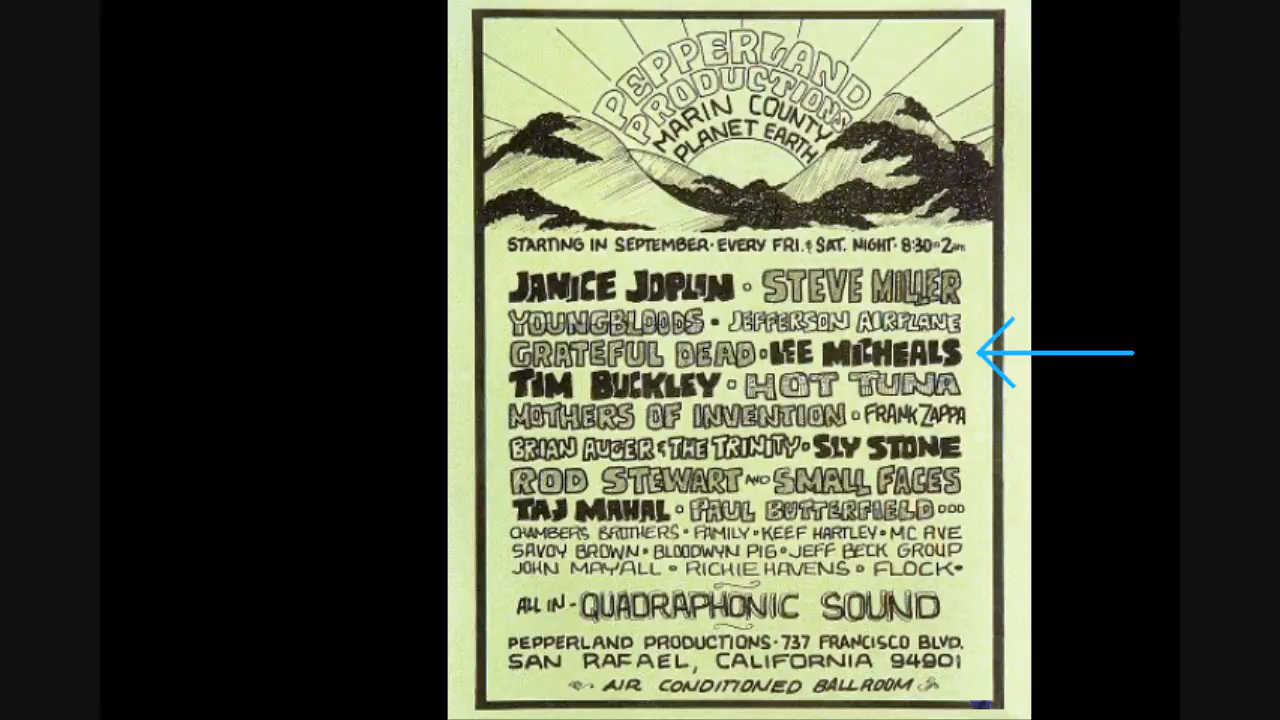 PEPPERLAND
PRODUCTIONS
MARIN COUNTY
PLANET EARTH
STARTING IN SEPTEMBER · EVERY FRI. & SAT. NIGHT · 8:30-2am
JANICE JOPLIN · STEVE MILLER
YOUNGBLOODS · JEFFERSON AIRPLANE
GRATEFUL DEAD · LEE MICHEALS
TIM BUCKLEY · HOT TUNA
MOTHERS OF INVENTION · FRANK ZAPPA
BRIAN AUGER & THE TRINITY · SLY STONE
ROD STEWART AND SMALL FACES
TAJ MAHAL · PAUL BUTTERFIELD ooo
CHAMBERS BROTHERS · FAMILY · KEEF HARTLEY · MC AVE
SAVOY BROWN · BLOODWYN PIG · JEFF BECK GROUP
JOHN MAYALL · RICHIE HAVENS · FLOCK ·
ALL IN - QUADRAPHONIC SOUND
PEPPERLAND PRODUCTIONS · 737 FRANCISCO BLVD.
SAN RAFAEL, CALIFORNIA 94901
AIR CONDITIONED BALLROOM